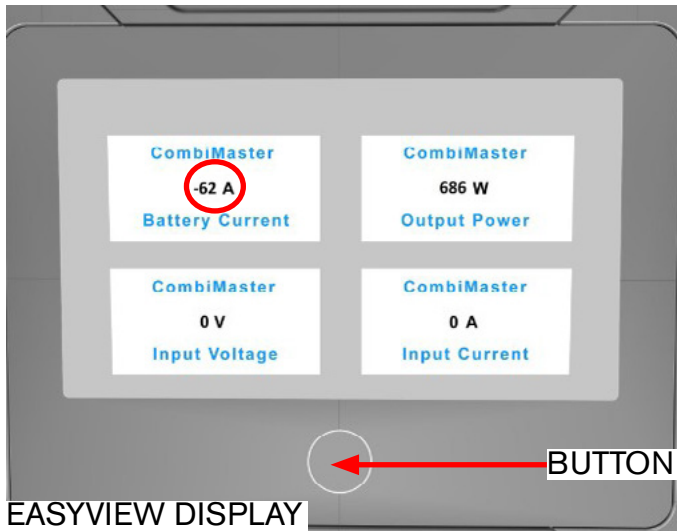 CombiMaster
-62 A
Battery Current
CombiMaster
686 W
Output Power
CombiMaster
0 V
Input Voltage
CombiMaster
0 A
Input Current
BUTTON
EASYVIEW DISPLAY